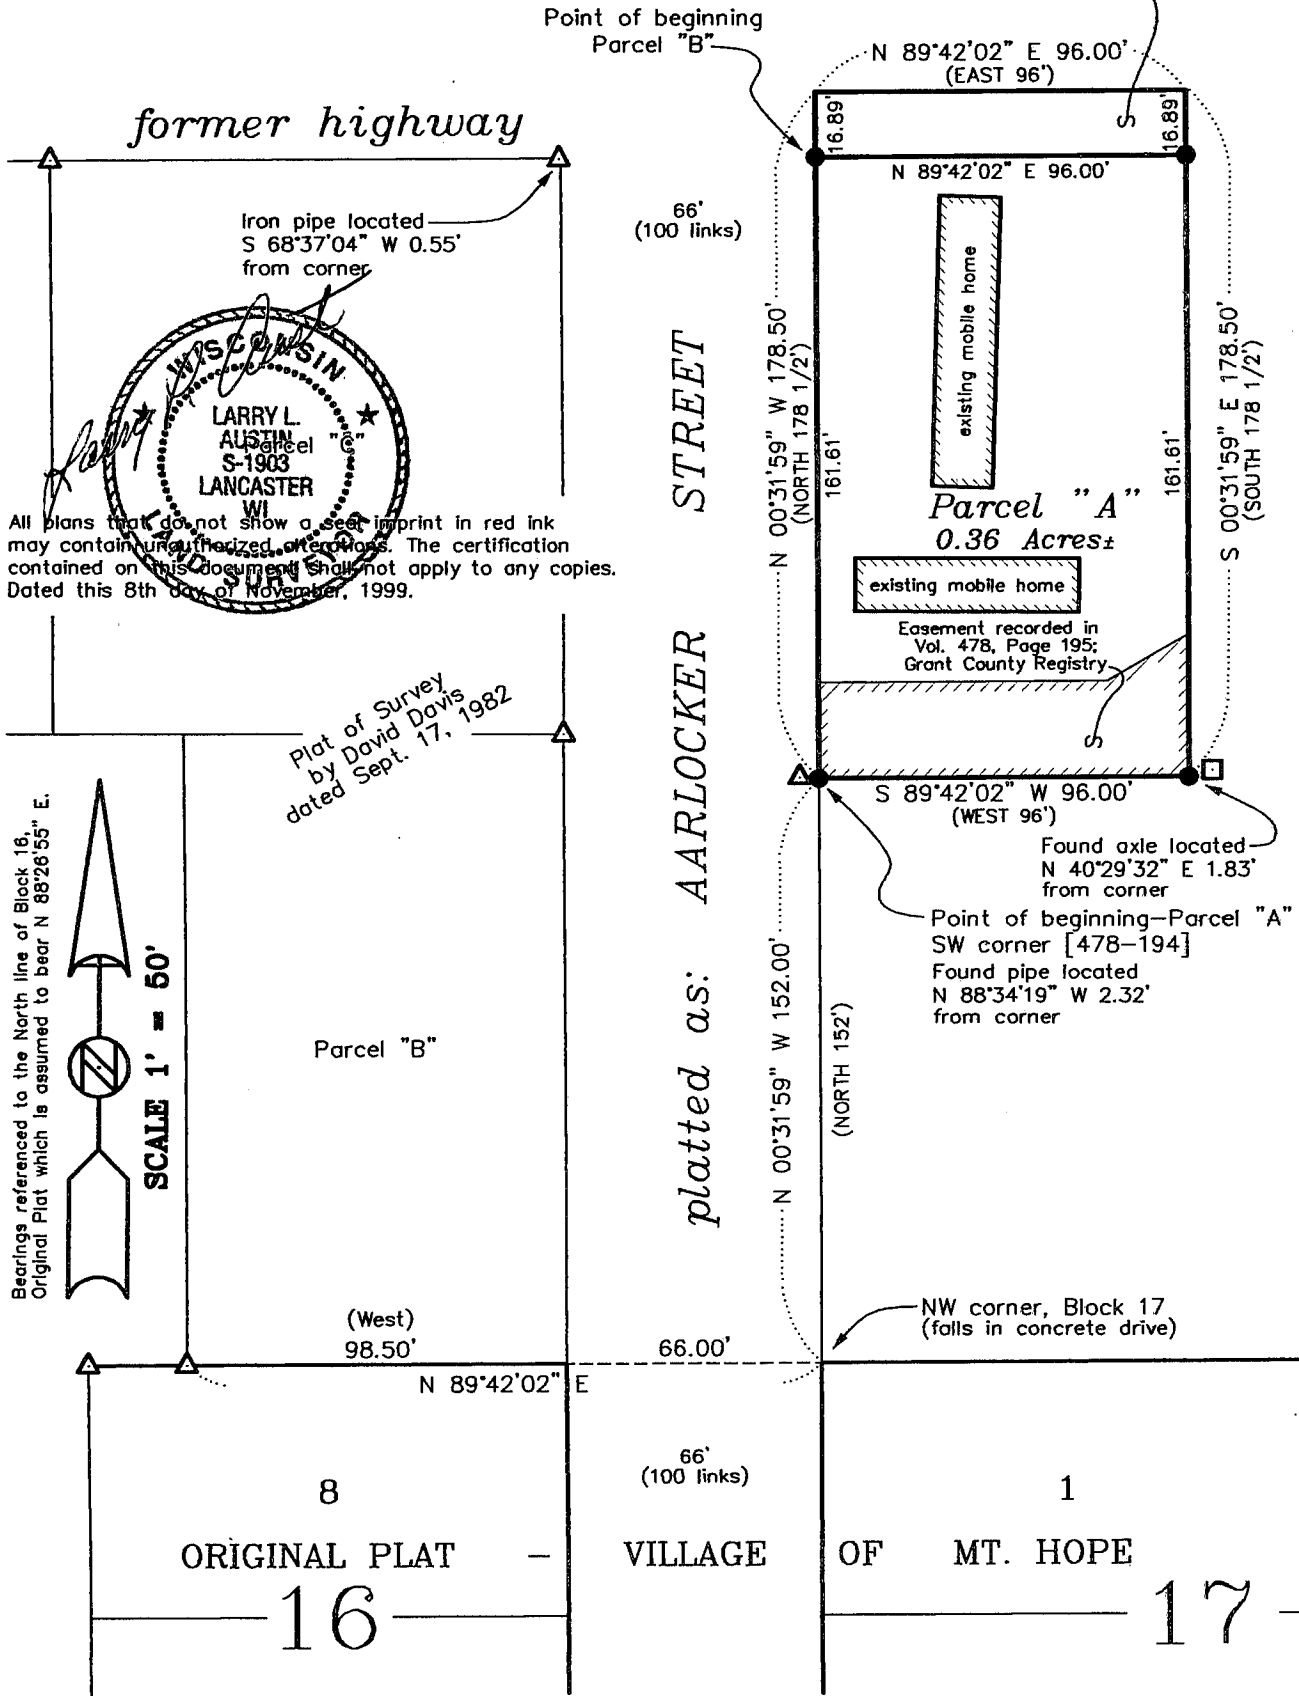 Point of beginning
Parcel "B"
N 89°42'02" E 96.00'
(EAST 96')
16.89'
16.89'
N 89°42'02" E 96.00'
former highway
Iron pipe located
S 68°37'04" W 0.55'
from corner
66'
(100 links)
WISCONSIN
LARRY L.
AUSTIN
S-1903
LANCASTER
WI
LAND SURVEYOR
Parcel "C"
All plans that do not show a seal imprint in red ink
may contain unauthorized alterations. The certification
contained on this document shall not apply to any copies.
Dated this 8th day of November, 1999.
existing mobile home
N 00°31'59" W 178.50'
(NORTH 178 1/2')
161.61'
161.61'
S 00°31'59" E 178.50'
(SOUTH 178 1/2')
Parcel "A"
0.36 Acres±
existing mobile home
Easement recorded in
Vol. 478, Page 195;
Grant County Registry
platted as: AARLOCKER STREET
Plat of Survey
by David Davis
dated Sept. 17, 1982
S 89°42'02" W 96.00'
(WEST 96')
Found axle located
N 40°29'32" E 1.83'
from corner
Point of beginning-Parcel "A"
SW corner [478-194]
Found pipe located
N 88°34'19" W 2.32'
from corner
Bearings referenced to the North line of Block 16,
Original Plat which is assumed to bear N 88°26'55" E.
N
SCALE 1' = 50'
Parcel "B"
N 00°31'59" W 152.00'
(NORTH 152')
NW corner, Block 17
(falls in concrete drive)
(West)
98.50'
66.00'
N 89°42'02" E
66'
(100 links)
8
1
ORIGINAL PLAT - VILLAGE OF MT. HOPE
16
17